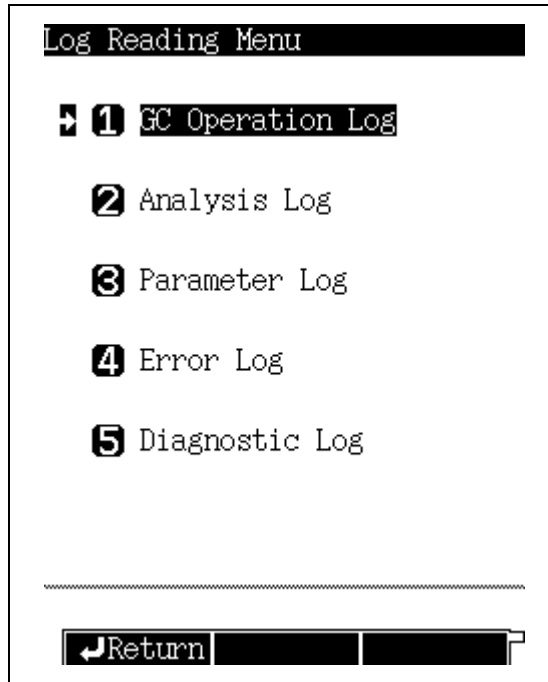 Log Reading Menu
1 GC Operation Log
2 Analysis Log
3 Parameter Log
4 Error Log
5 Diagnostic Log
Return